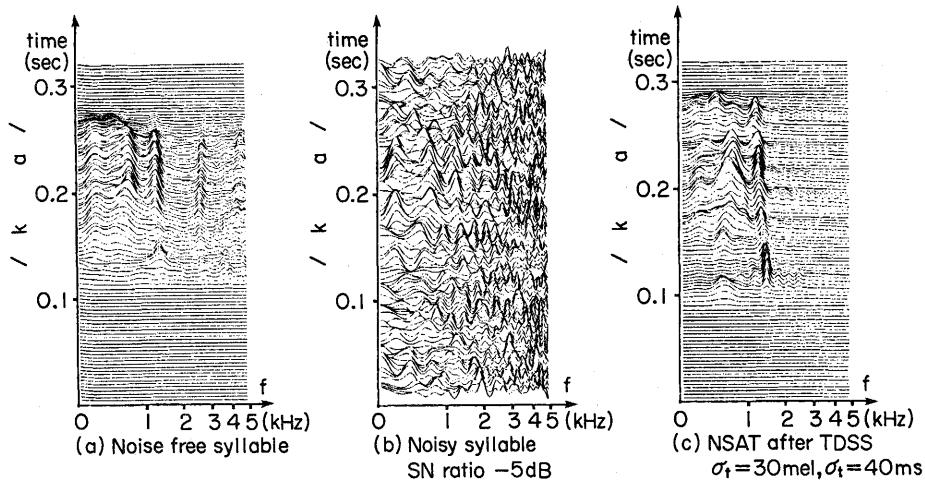 time
(sec)
0.3
/ k a /
0.2
0.1
f
0 1 2 3 4 5 (kHz)
(a) Noise free syllable
time
(sec)
0.3
/ k a /
0.2
0.1
f
0 1 2 3 4 5 (kHz)
(b) Noisy syllable
SN ratio −5dB
time
(sec)
0.3
/ k a /
0.2
0.1
f
0 1 2 3 4 5 (kHz)
(c) NSAT after TDSS
σt=30mel, σt=40ms